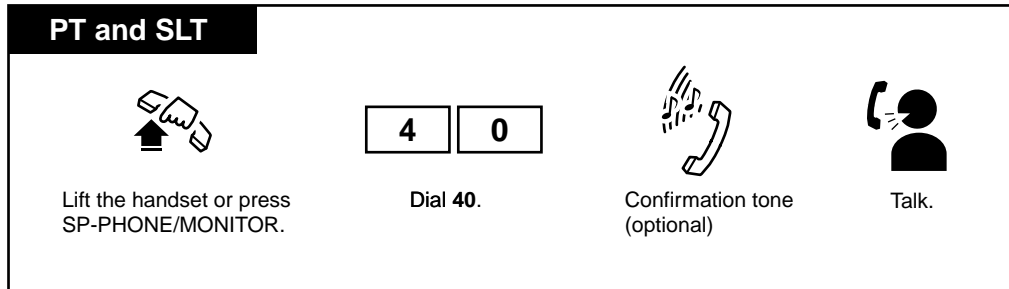 PT and SLT
4 0
Lift the handset or press
SP-PHONE/MONITOR.
Dial 40.
Confirmation tone
(optional)
Talk.